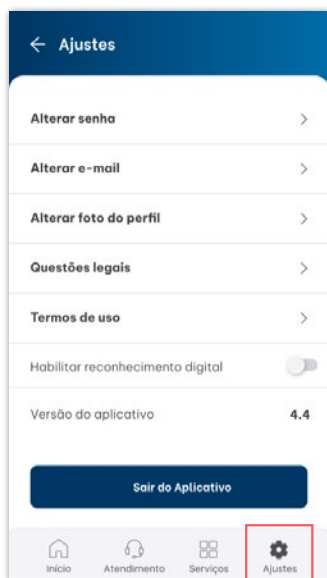 Ajustes
Alterar senha
Alterar e-mail
Alterar foto do perfil
Questões legais
Termos de uso
Habilitar reconhecimento digital
Versão do aplicativo 4.4
Sair do Aplicativo
Início Atendimento Serviços Ajustes